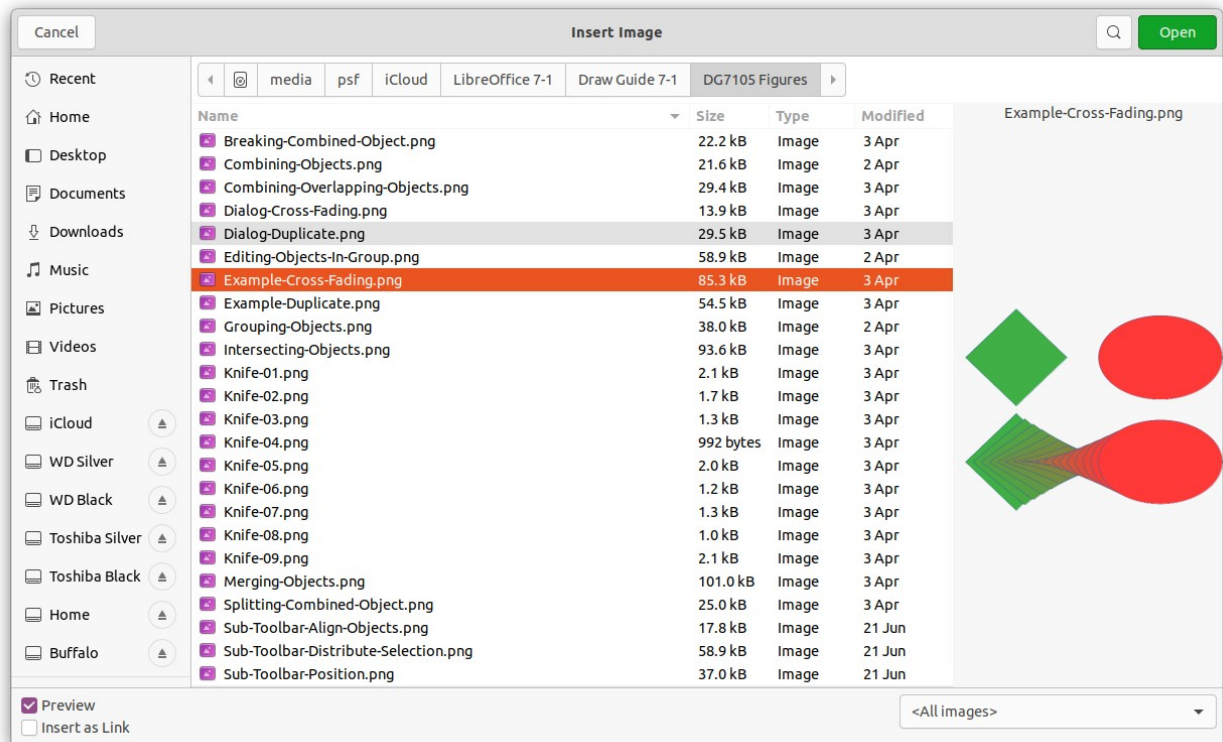 Cancel Insert Image Open
Recent
Home
Desktop
Documents
Downloads
Music
Pictures
Videos
Trash
iCloud
WD Silver
WD Black
Toshiba Silver
Toshiba Black
Home
Buffalo
media psf iCloud LibreOffice 7-1 Draw Guide 7-1 DG7105 Figures
Name Size Type Modified
Breaking-Combined-Object.png 22.2 kB Image 3 Apr
Combining-Objects.png 21.6 kB Image 2 Apr
Combining-Overlapping-Objects.png 29.4 kB Image 3 Apr
Dialog-Cross-Fading.png 13.9 kB Image 3 Apr
Dialog-Duplicate.png 29.5 kB Image 3 Apr
Editing-Objects-In-Group.png 58.9 kB Image 2 Apr
Example-Cross-Fading.png 85.3 kB Image 3 Apr
Example-Duplicate.png 54.5 kB Image 3 Apr
Grouping-Objects.png 38.0 kB Image 2 Apr
Intersecting-Objects.png 93.6 kB Image 3 Apr
Knife-01.png 2.1 kB Image 3 Apr
Knife-02.png 1.7 kB Image 3 Apr
Knife-03.png 1.3 kB Image 3 Apr
Knife-04.png 992 bytes Image 3 Apr
Knife-05.png 2.0 kB Image 3 Apr
Knife-06.png 1.2 kB Image 3 Apr
Knife-07.png 1.3 kB Image 3 Apr
Knife-08.png 1.0 kB Image 3 Apr
Knife-09.png 2.1 kB Image 3 Apr
Merging-Objects.png 101.0 kB Image 3 Apr
Splitting-Combined-Object.png 25.0 kB Image 3 Apr
Sub-Toolbar-Align-Objects.png 17.8 kB Image 21 Jun
Sub-Toolbar-Distribute-Selection.png 58.9 kB Image 21 Jun
Sub-Toolbar-Position.png 37.0 kB Image 21 Jun
Example-Cross-Fading.png
Preview
Insert as Link
<All images>